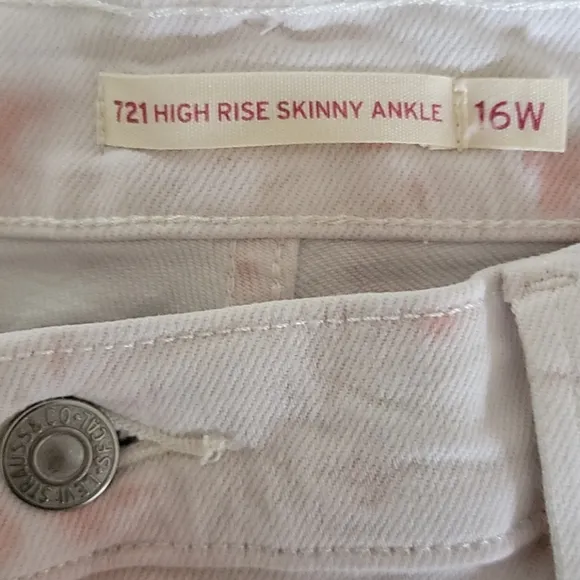 721 HIGH RISE SKINNY ANKLE 16W
LEVI STRAUSS & CO